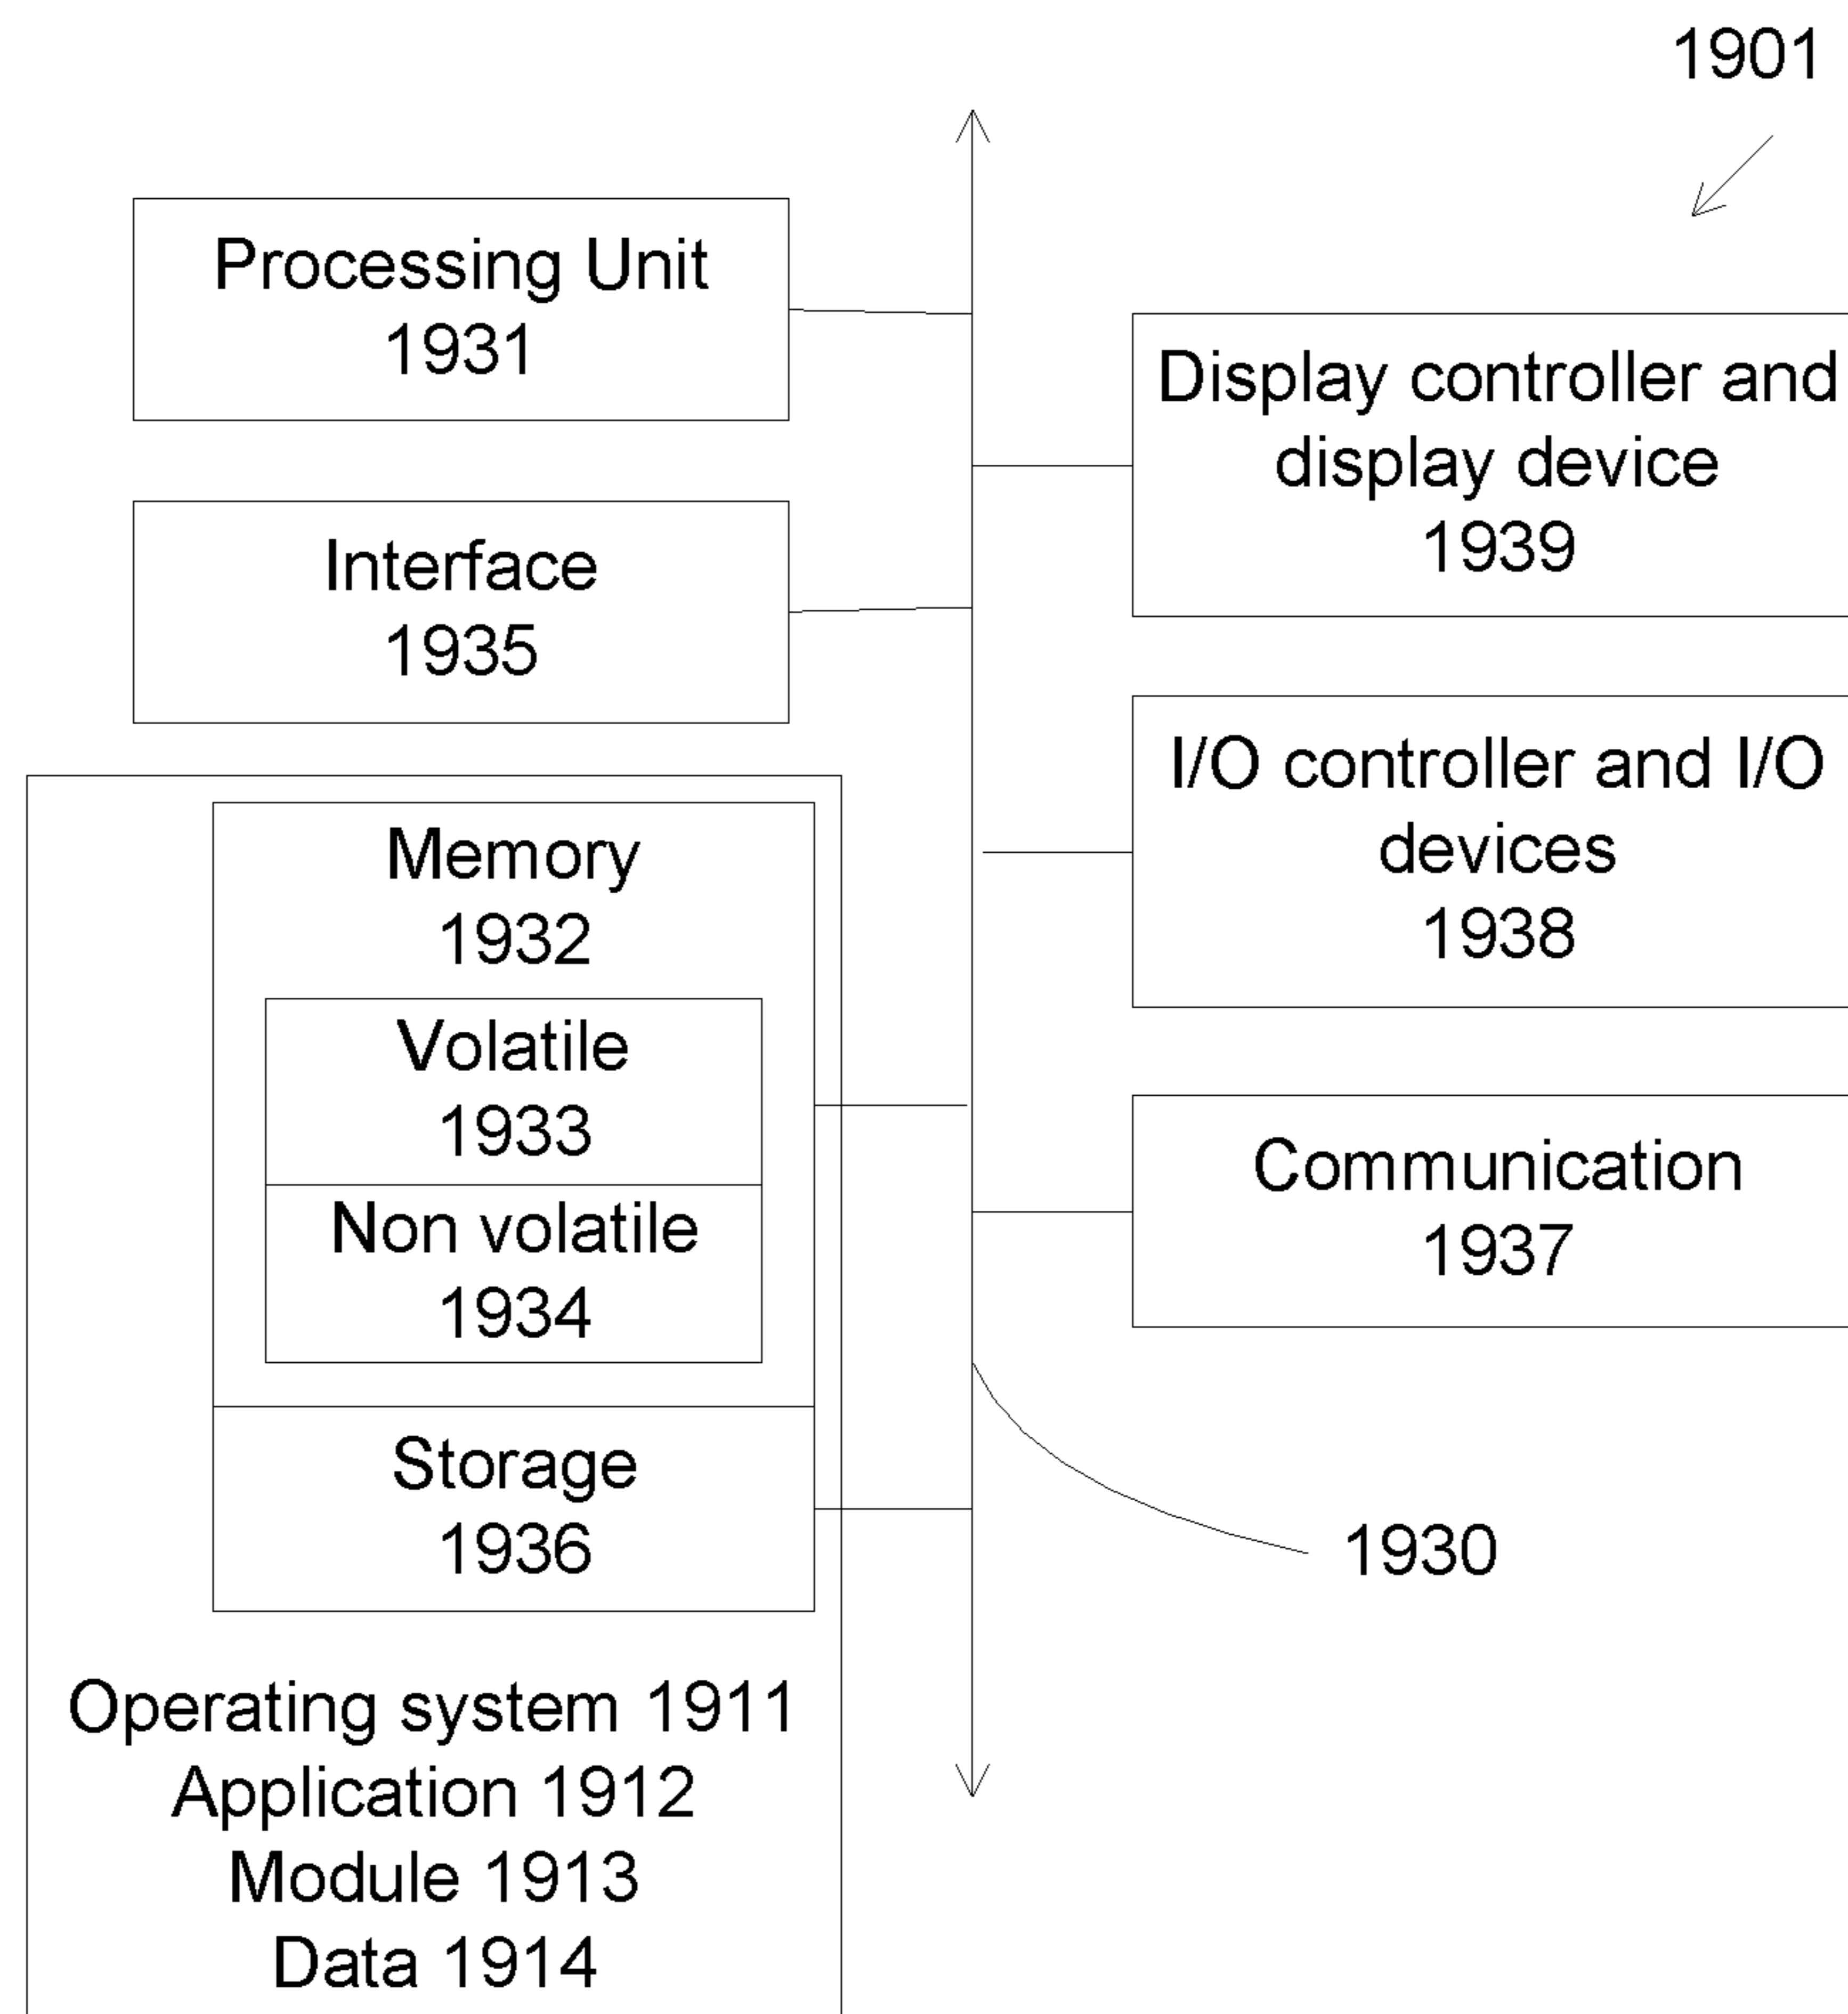 1901
Processing Unit
1931
Display controller and
display device
1939
Interface
1935
I/O controller and I/O
devices
1938
Memory
1932
Volatile
1933
Non volatile
1934
Communication
1937
Storage
1936
1930
Operating system 1911
Application 1912
Module 1913
Data 1914